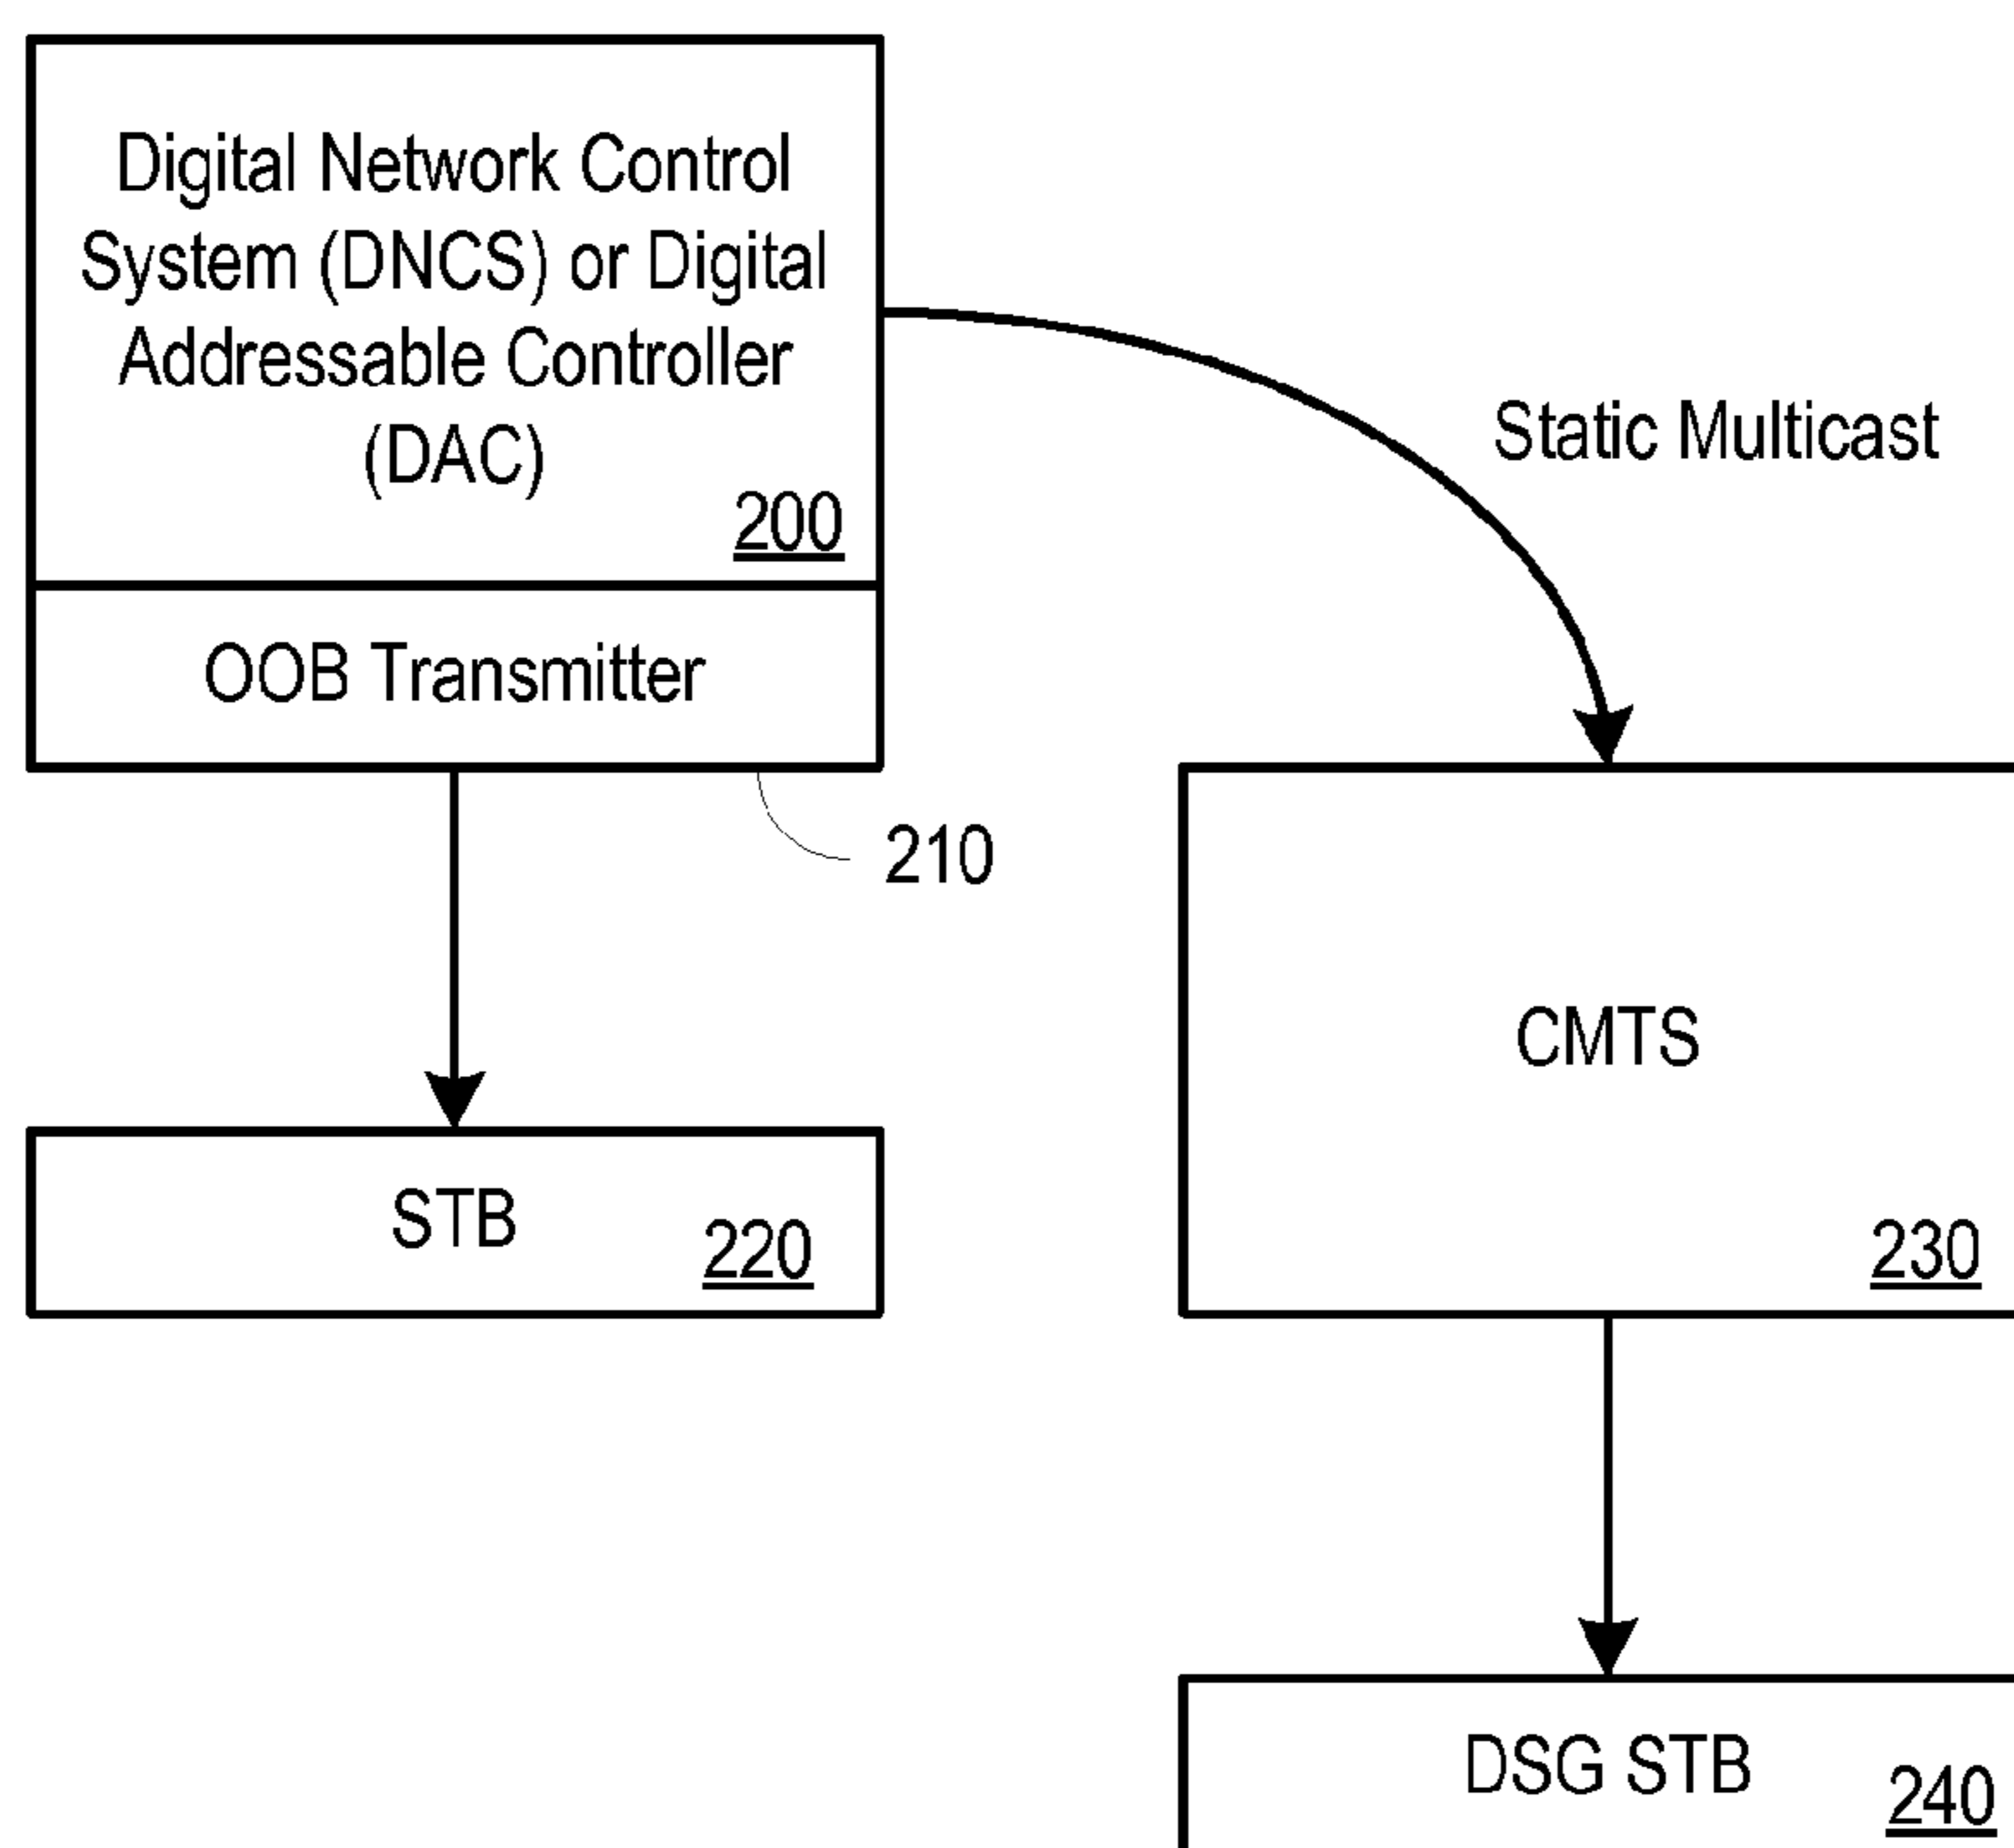 Digital Network Control
System (DNCS) or Digital
Addressable Controller
(DAC)
200
OOB Transmitter
210
STB
220
Static Multicast
CMTS
230
DSG STB
240